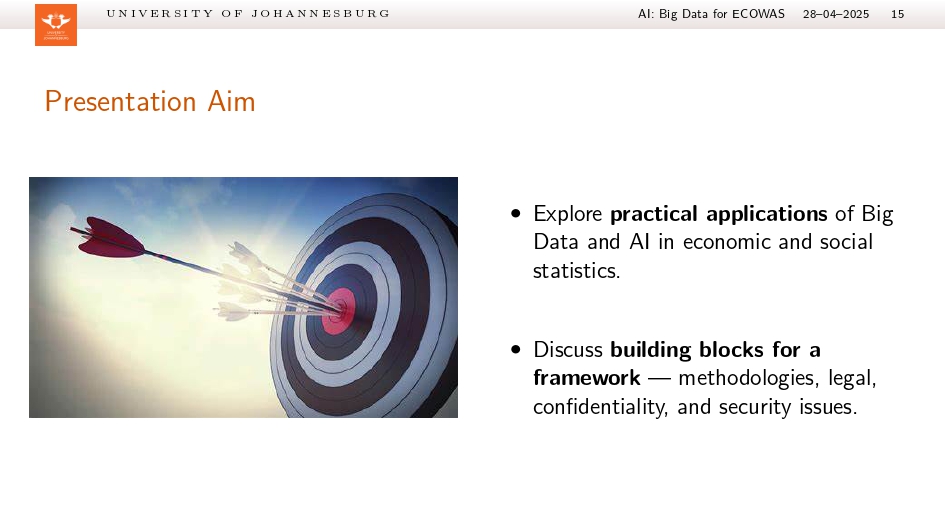 UNIVERSITY OF JOHANNESBURG
AI: Big Data for ECOWAS 28–04–2025 15
UNIVERSITY
JOHANNESBURG
Presentation Aim
• Explore practical applications of Big
Data and AI in economic and social
statistics.
• Discuss building blocks for a
framework — methodologies, legal,
confidentiality, and security issues.